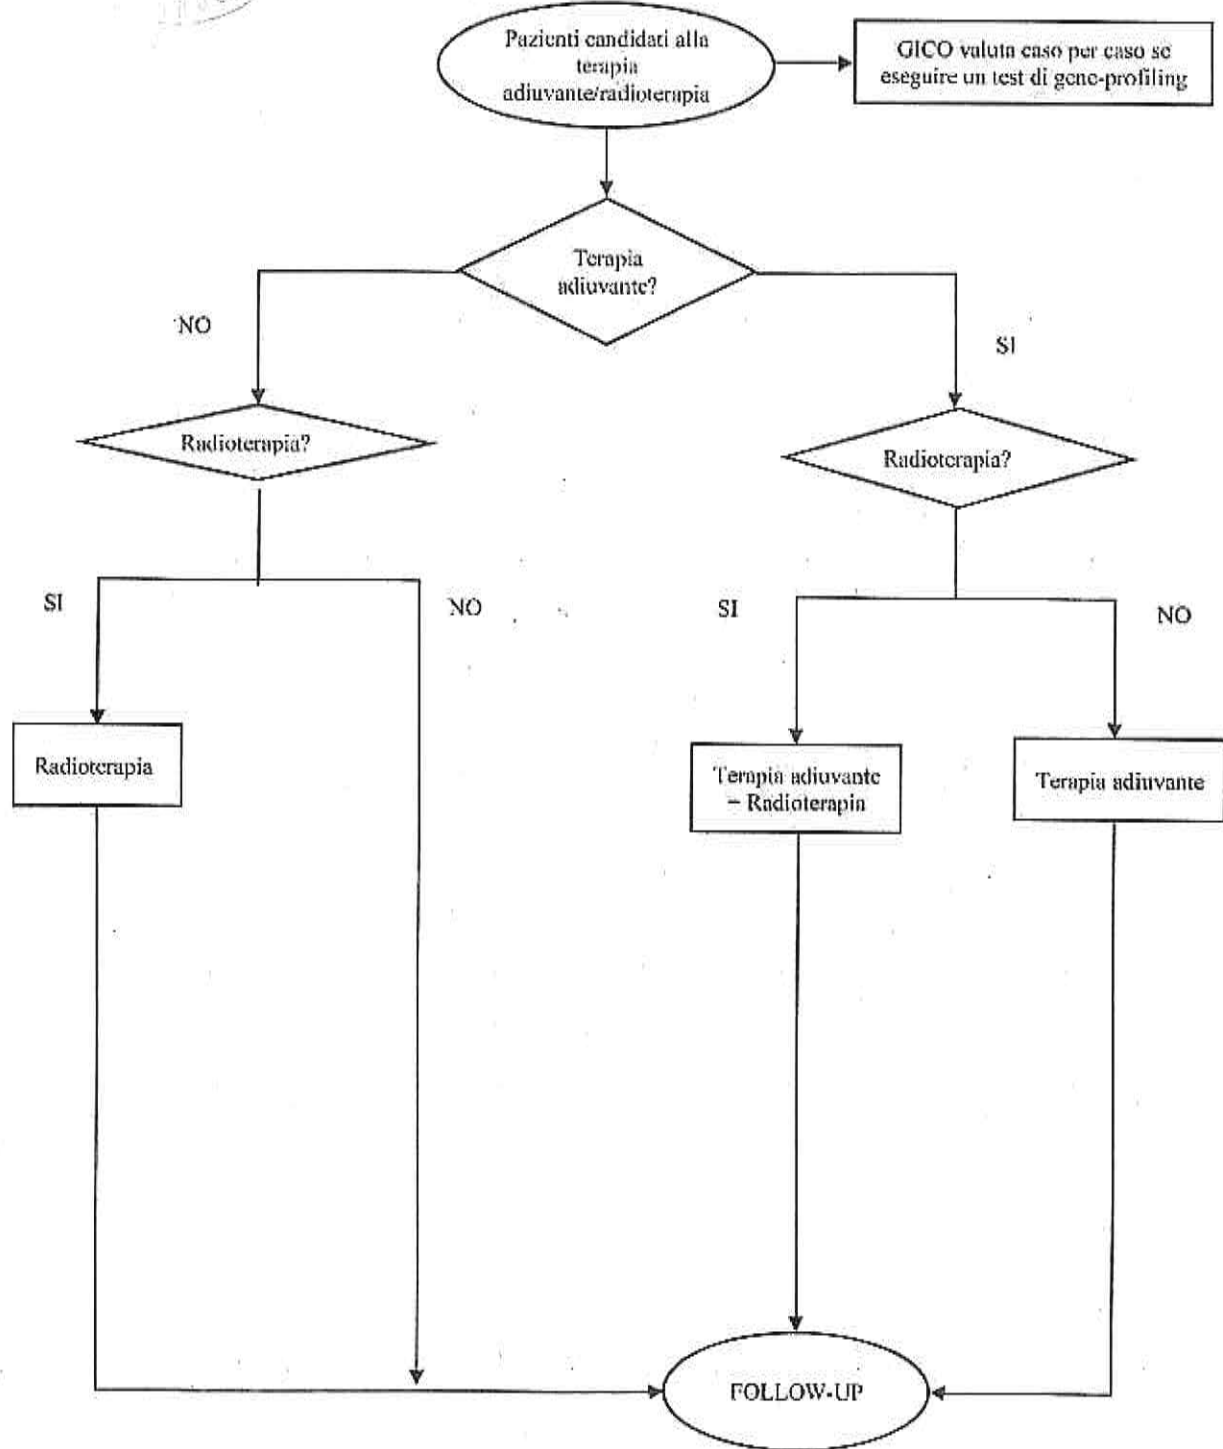 Pazienti candidati alla
terapia
adiuvante/radioterapia
GICO valuta caso per caso se
eseguire un test di gene-profiling
Terapia
adiuvante?
NO
SI
Radioterapia?
Radioterapia?
SI
NO
SI
NO
Radioterapia
Terapia adiuvante
– Radioterapia
Terapia adiuvante
FOLLOW-UP